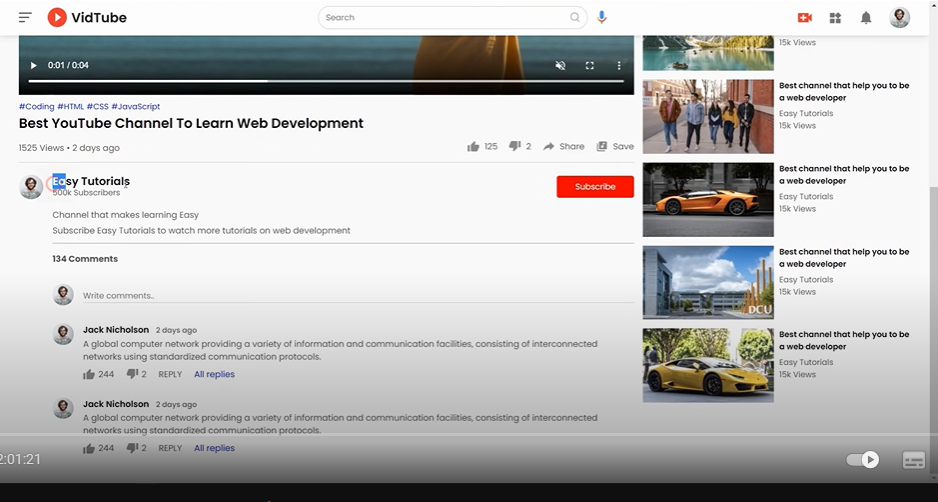 VidTube
Search
0:01 / 0:04
#Coding #HTML #CSS #JavaScript
Best YouTube Channel To Learn Web Development
1525 Views • 2 days ago
125
2
Share
Save
Easy Tutorials
500k Subscribers
Subscribe
Channel that makes learning Easy
Subscribe Easy Tutorials to watch more tutorials on web development
134 Comments
Write comments..
Jack Nicholson 2 days ago
A global computer network providing a variety of information and communication facilities, consisting of interconnected
networks using standardized communication protocols.
244 2 REPLY All replies
Jack Nicholson 2 days ago
A global computer network providing a variety of information and communication facilities, consisting of interconnected
networks using standardized communication protocols.
244 2 REPLY All replies
15k Views
Best channel that help you to be
a web developer
Easy Tutorials
15k Views
Best channel that help you to be
a web developer
Easy Tutorials
15k Views
DCU
Best channel that help you to be
a web developer
Easy Tutorials
15k Views
Best channel that help you to be
a web developer
Easy Tutorials
15k Views
2:01:21